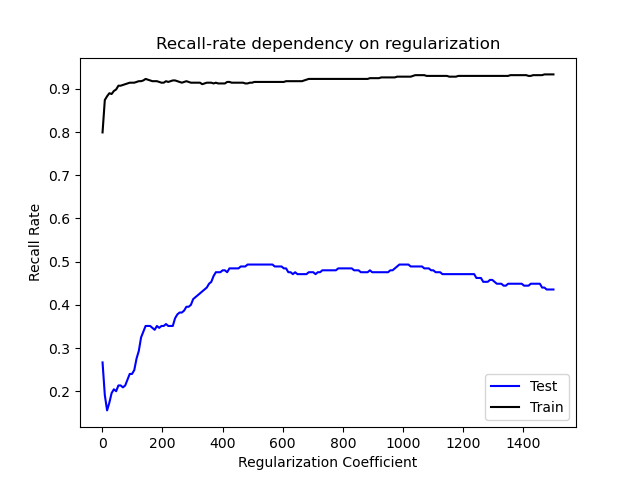 Recall-rate dependency on regularization
Recall Rate
0.9
0.8
0.7
0.6
0.5
0.4
0.3
0.2
0 200 400 600 800 1000 1200 1400
Regularization Coefficient
Test
Train